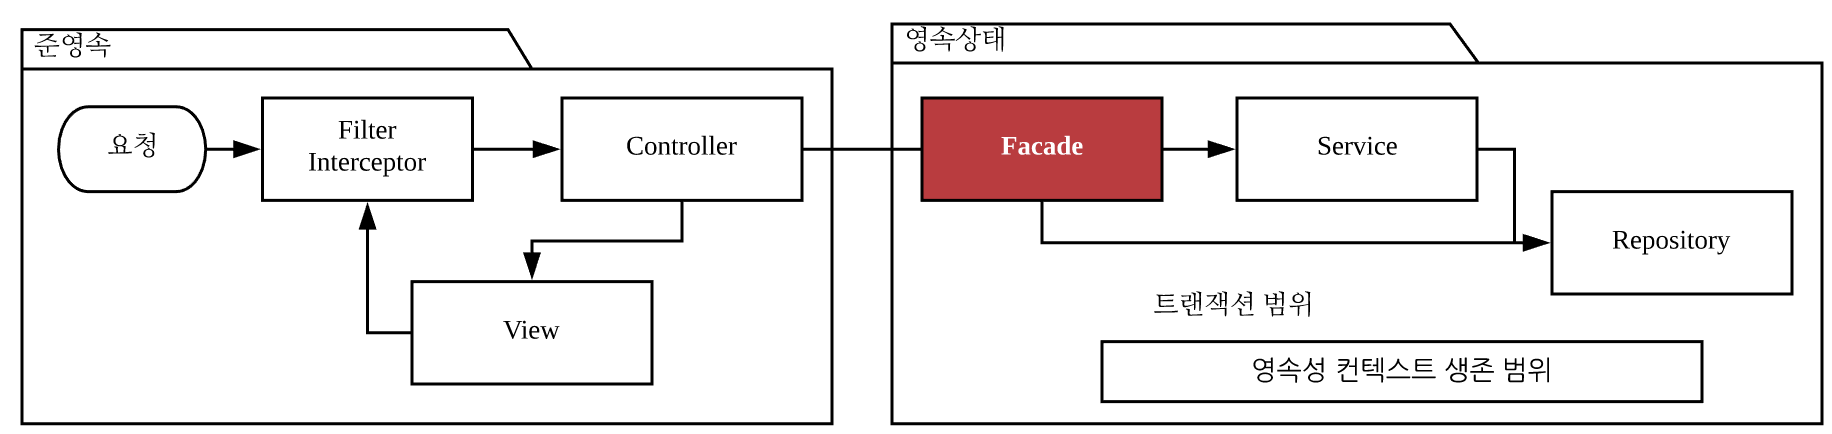 준영속
요청
Filter
Interceptor
Controller
View
영속상태
Facade
Service
Repository
트랜잭션 범위
영속성 컨텍스트 생존 범위